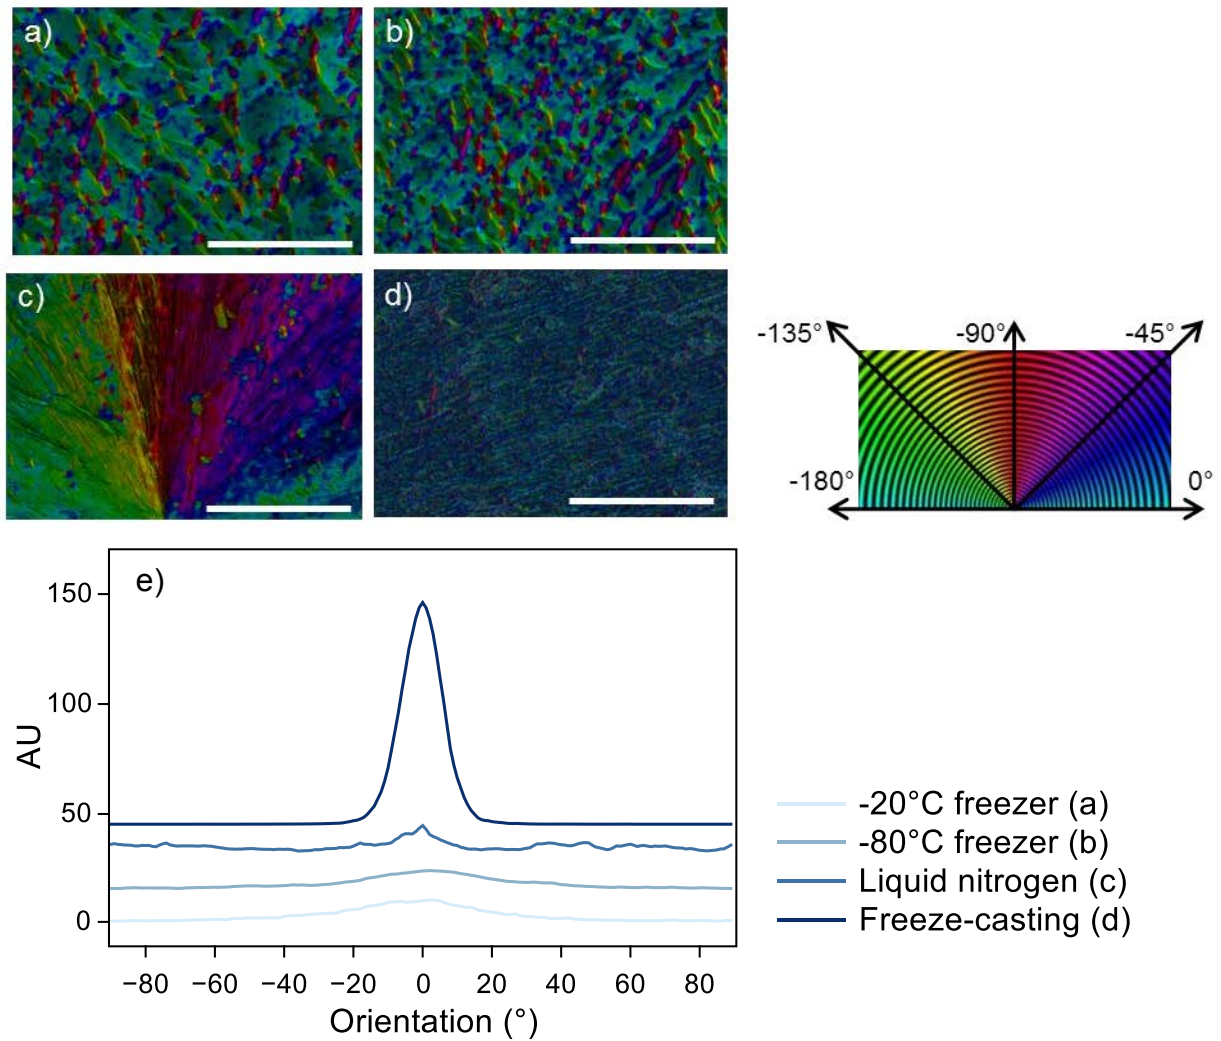 a)
b)
c)
d)
-135°
-90°
-45°
-180°
0°
e)
150
100
50
0
AU
−80
−60
−40
−20
0
20
40
60
80
Orientation (°)
-20°C freezer (a)
-80°C freezer (b)
Liquid nitrogen (c)
Freeze-casting (d)